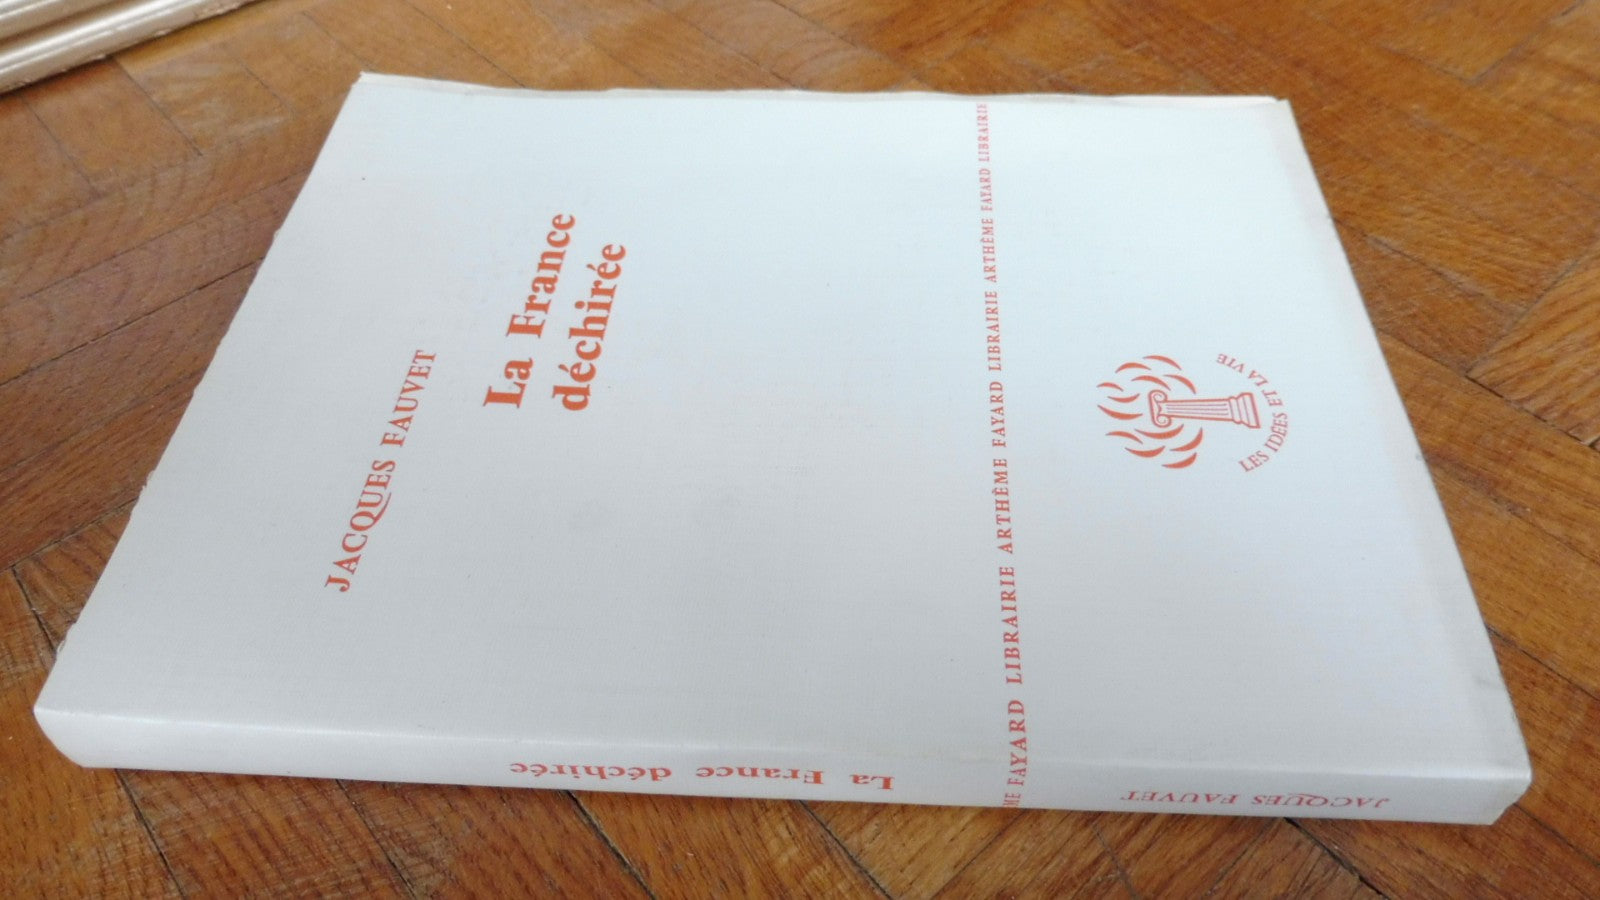 JACQUES FAUVET
La France
déchirée
ME FAYARD LIBRAIRIE ARTHÈME FAYARD LIBRAIRIE ARTHÈME FAYARD LIBRAIRIE
LES IDÉES ET LA VIE
La France déchirée
JACQUES FAUVET